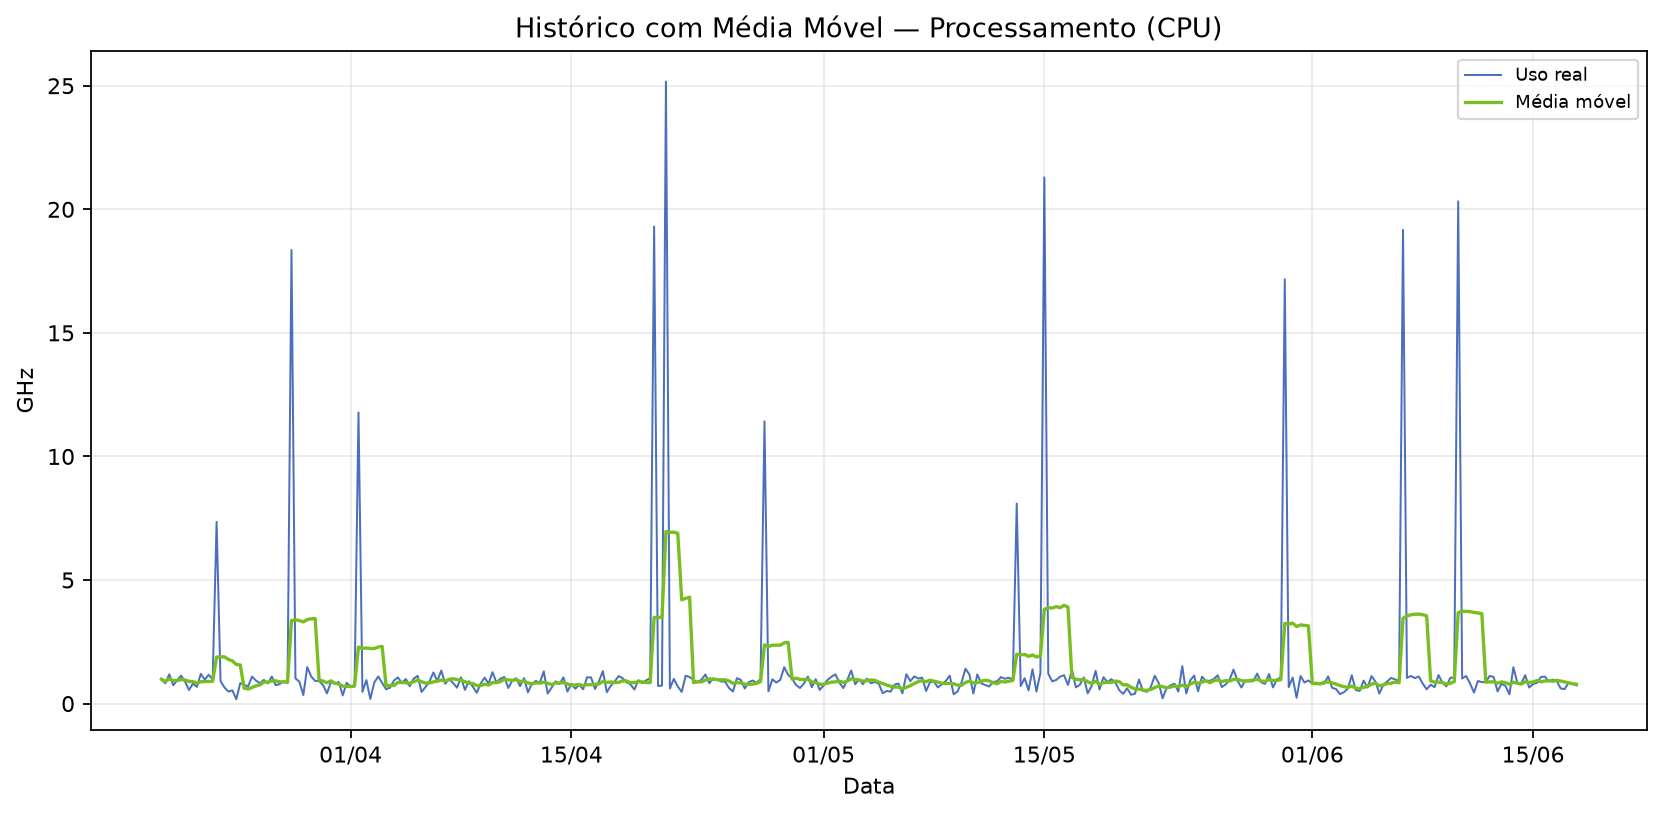 Histórico com Média Móvel — Processamento (CPU)
Uso real
Média móvel
25
20
15
10
5
0
GHz
01/04
15/04
01/05
15/05
01/06
15/06
Data